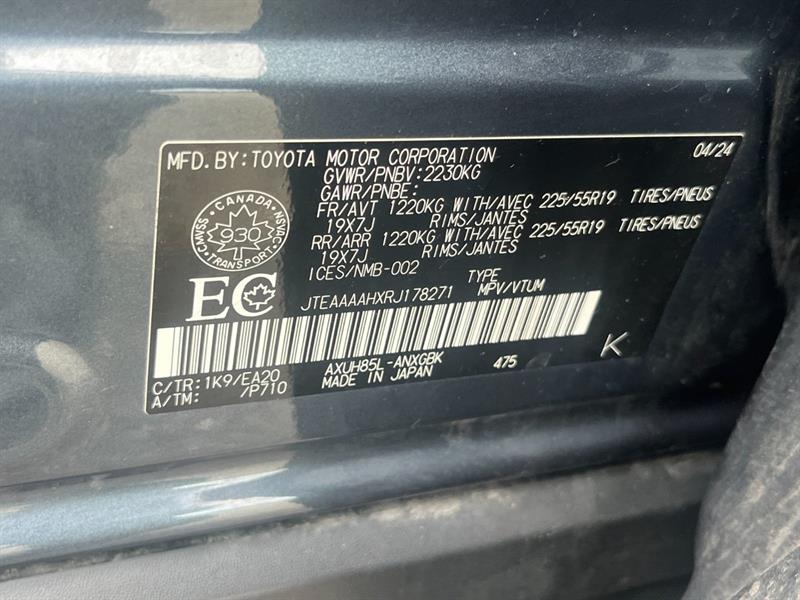 MFD. BY: TOYOTA MOTOR CORPORATION 04/24
GVWR/PNBV: 2230KG
GAWR/PNBE:
FR/AVT 1220KG WITH/AVEC 225/55R19 TIRES/PNEUS
19X7J RIMS/JANTES
RR/ARR 1220KG WITH/AVEC 225/55R19 TIRES/PNEUS
19X7J RIMS/JANTES
ICES/NMB-002
CANADA
CMVSS NSVAC
930
TRANSPORT
EC
JTEAAAAHXRJ178271 TYPE
MPV/VTUM
C/TR: 1K9/EA20 AXUH85L-ANXGBK 475 K
A/TM: /P710 MADE IN JAPAN